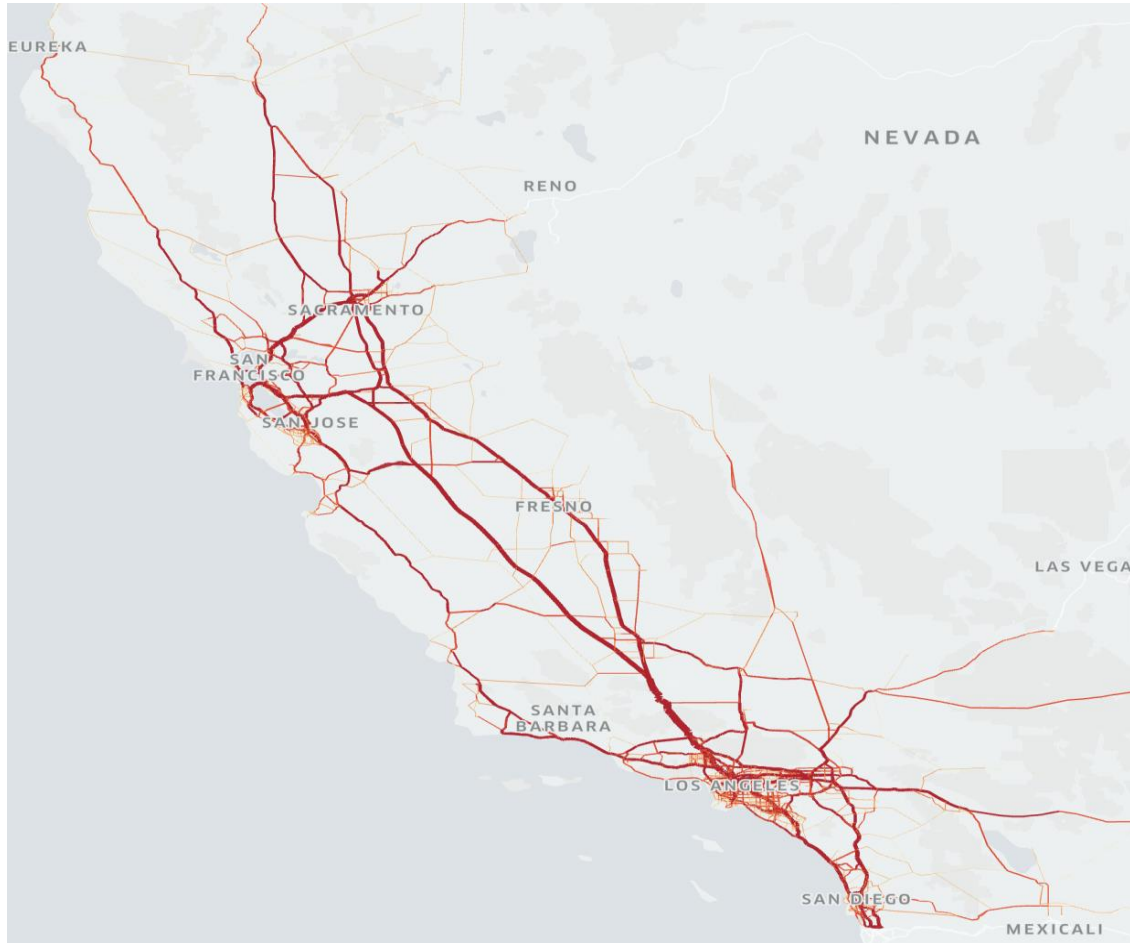 EUREKA
NEVADA
RENO
SACRAMENTO
SAN
FRANCISCO
SAN JOSE
FRESNO
LAS VEGA
SANTA
BARBARA
LOS ANGELES
SAN DIEGO
MEXICALI